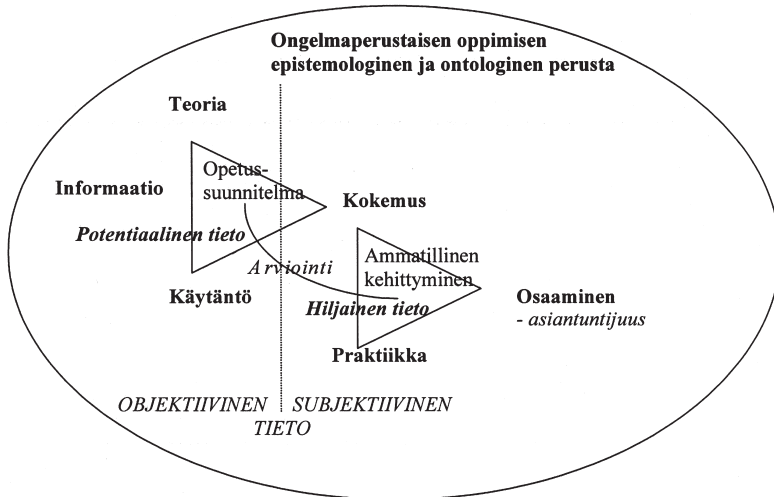 Ongelmaperustaisen oppimisen
epistemologinen ja ontologinen perusta
Teoria
Opetus-
suunnitelma
Informaatio
Kokemus
Potentiaalinen tieto
Ammatillinen
kehittyminen
Arviointi
Käytäntö
Hiljainen tieto
Osaaminen
- asiantuntijuus
Praktiikka
OBJEKTIIVINEN SUBJEKTIIVINEN
TIETO